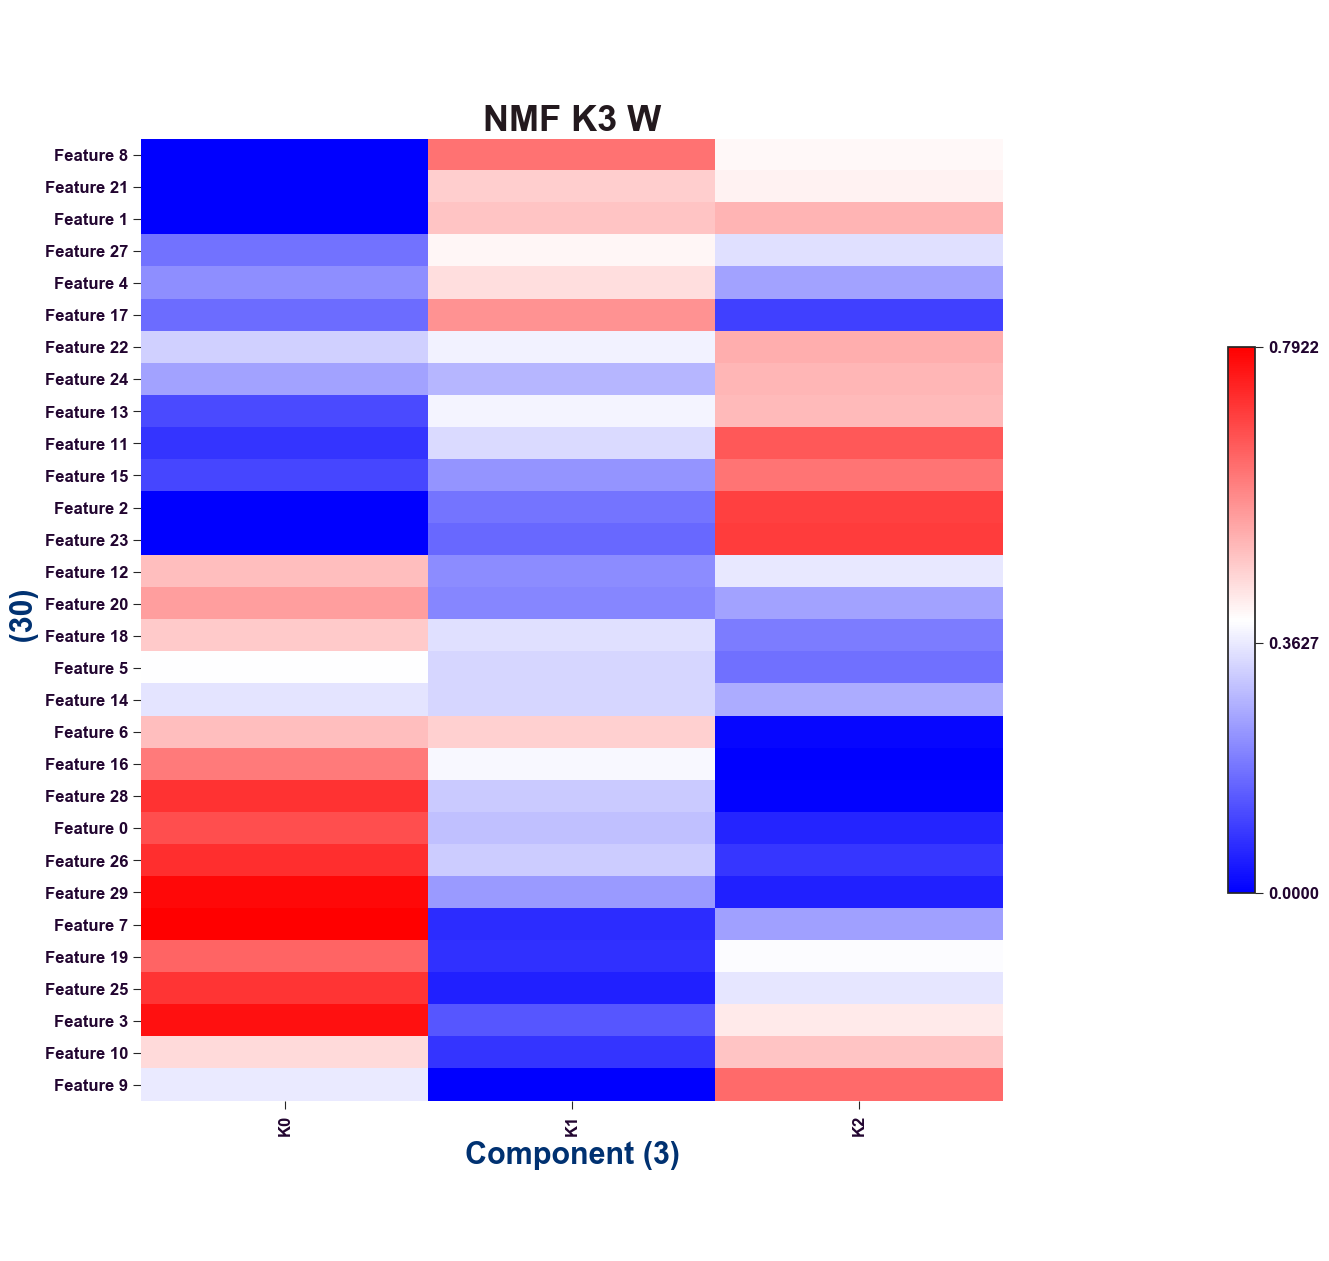 NMF K3 W
Feature 8
Feature 21
Feature 1
Feature 27
Feature 4
Feature 17
Feature 22
Feature 24
Feature 13
Feature 11
Feature 15
Feature 2
Feature 23
Feature 12
Feature 20
Feature 18
Feature 5
Feature 14
Feature 6
Feature 16
Feature 28
Feature 0
Feature 26
Feature 29
Feature 7
Feature 19
Feature 25
Feature 3
Feature 10
Feature 9
(30)
K0
K1
K2
Component (3)
0.7922
0.3627
0.0000